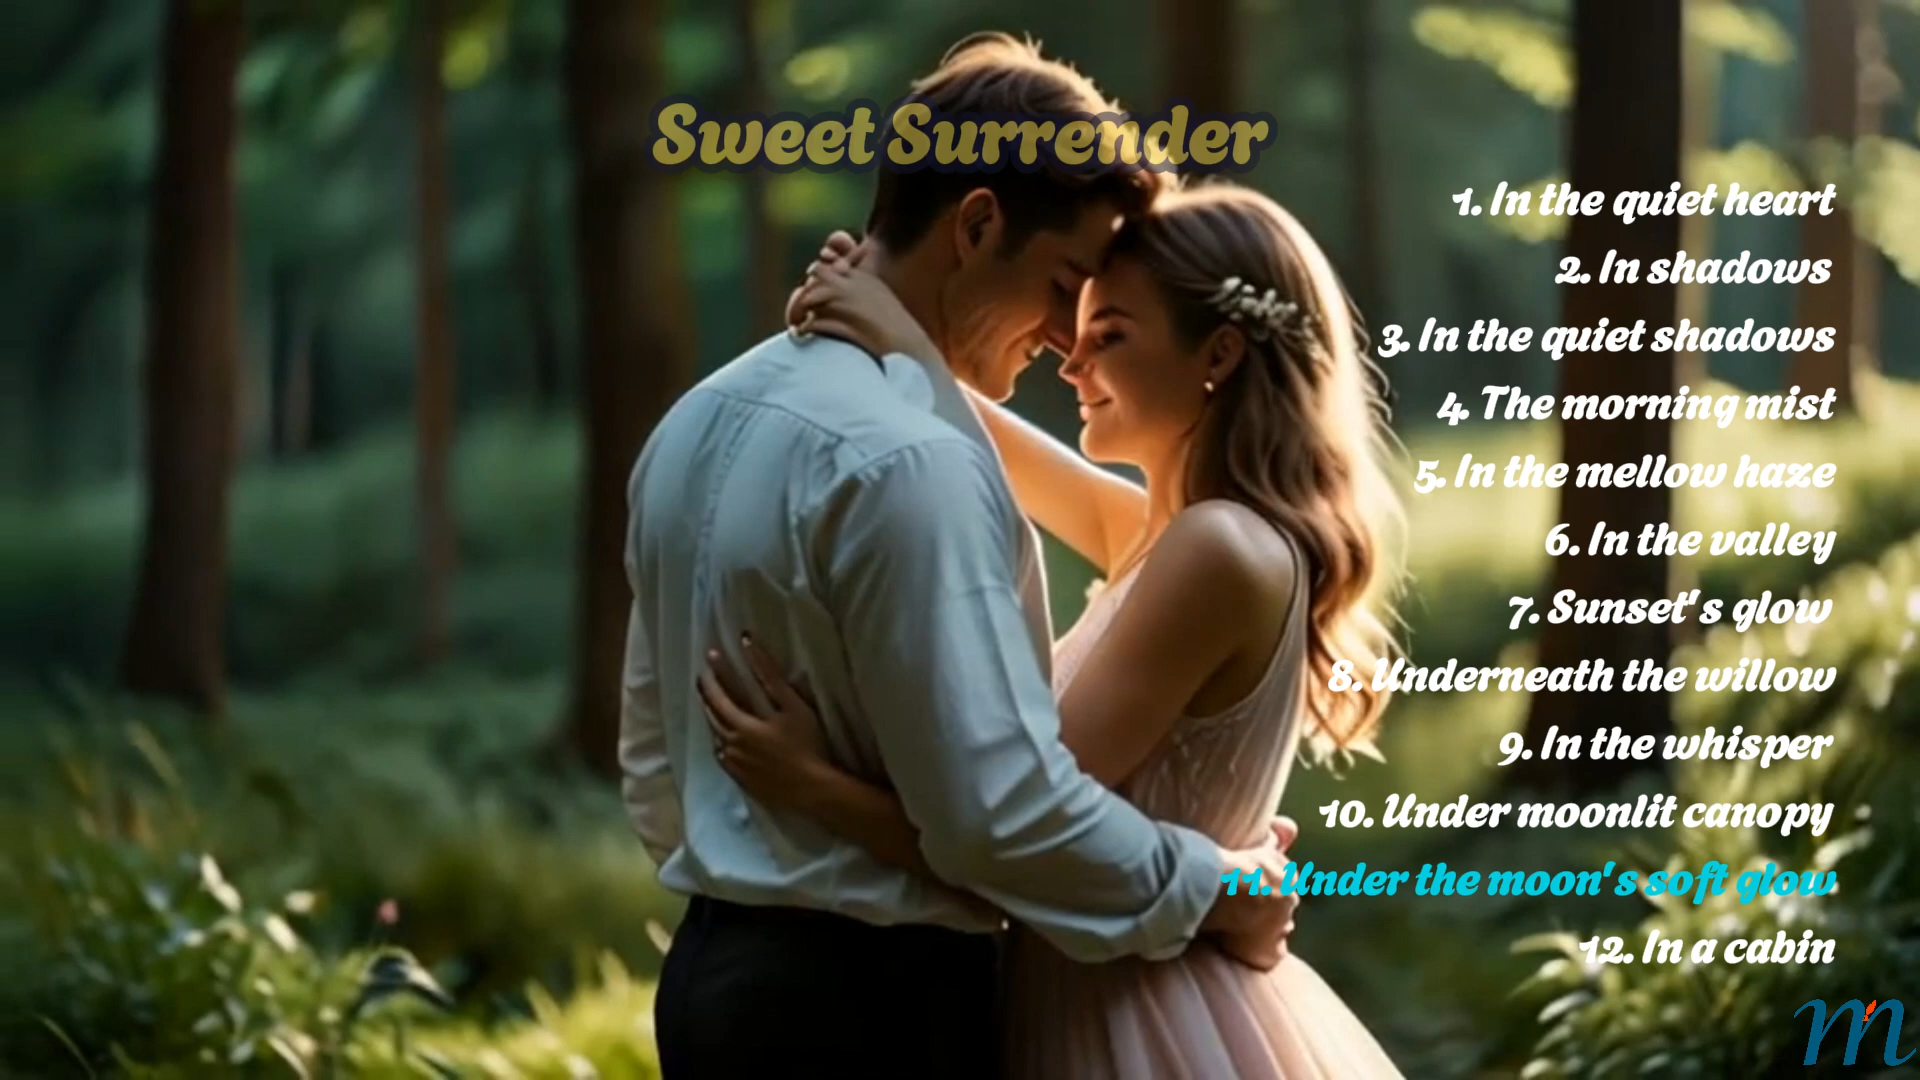 Sweet Surrender
1. In the quiet heart
2. In shadows
3. In the quiet shadows
4. The morning mist
5. In the mellow haze
6. In the valley
7. Sunset's glow
8. Underneath the willow
9. In the whisper
10. Under moonlit canopy
11. Under the moon's soft glow
12. In a cabin
m